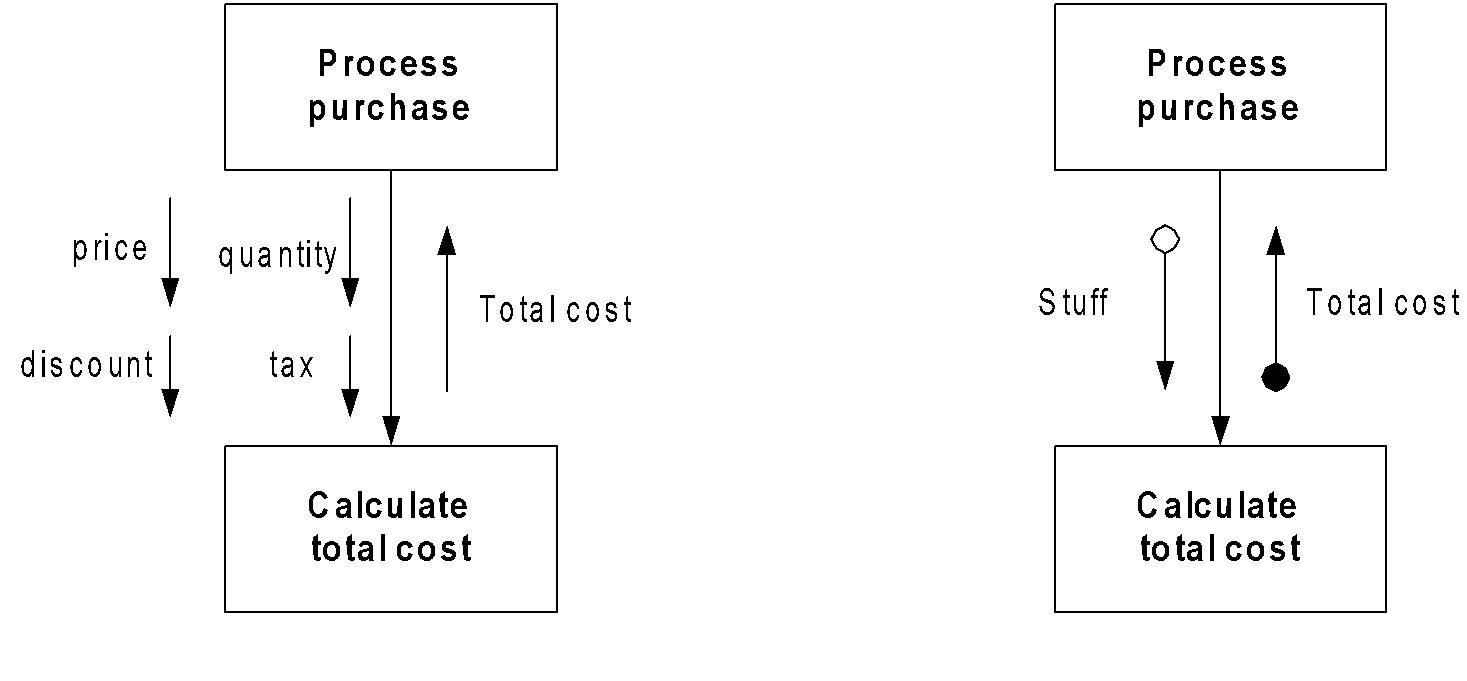 Process
purchase
price
quantity
Total cost
discount
tax
Calculate
total cost
Process
purchase
Stuff
Total cost
Calculate
total cost